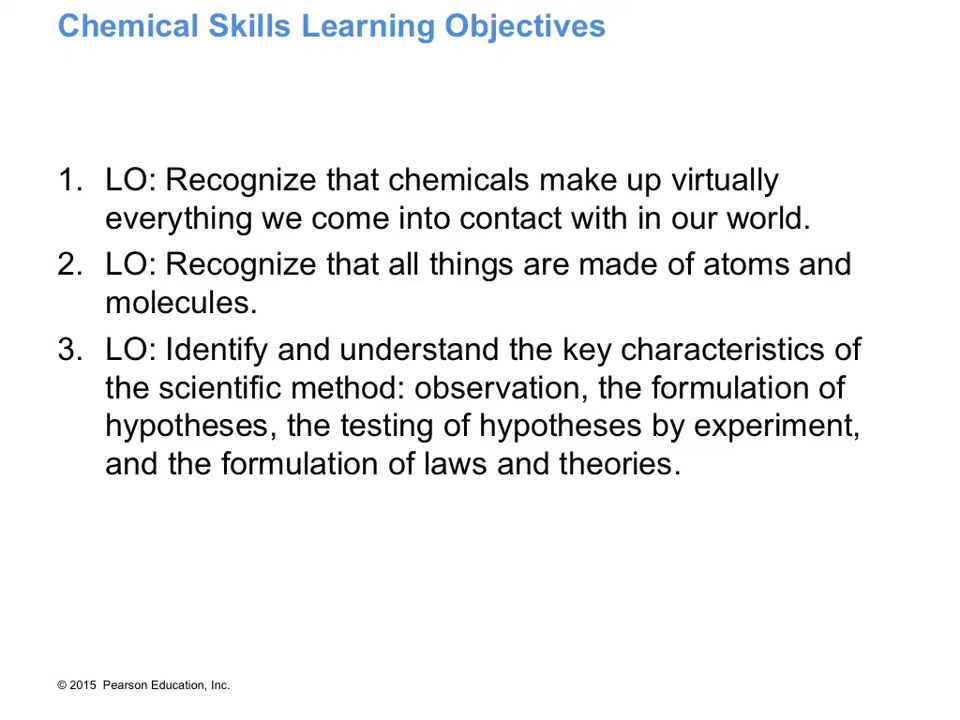 Chemical Skills Learning Objectives
1. LO: Recognize that chemicals make up virtually
everything we come into contact with in our world.
2. LO: Recognize that all things are made of atoms and
molecules.
3. LO: Identify and understand the key characteristics of
the scientific method: observation, the formulation of
hypotheses, the testing of hypotheses by experiment,
and the formulation of laws and theories.
© 2015 Pearson Education, Inc.